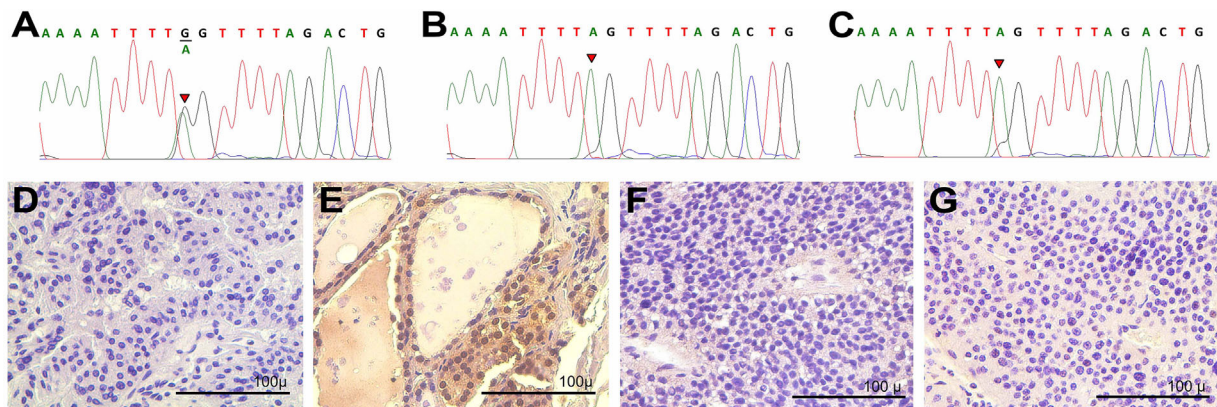 A A A A A T T T T G G T T T T A G A C T G
A
B A A A A T T T T A G T T T T A G A C T G
C A A A A T T T T A G T T T T A G A C T G
D
100µ
E
100µ
F
100 µ
G
100 µ